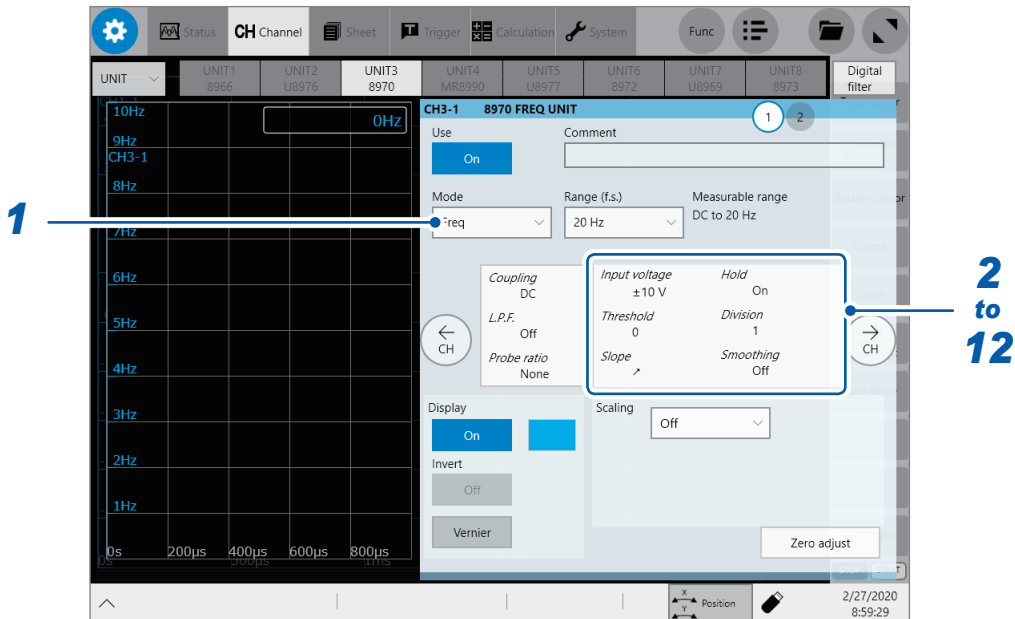 Status CH Channel Sheet Trigger Calculation System Func
UNIT UNIT1 UNIT2 UNIT3 UNIT4 UNIT5 UNIT6 UNIT7 UNIT8 Digital
8966 U8976 8970 MR8990 U8977 8972 U8969 8973 filter
10Hz 0Hz
9Hz
CH3-1
8Hz
7Hz
6Hz
5Hz
4Hz
3Hz
2Hz
1Hz
0s 200µs 400µs 600µs 800µs
CH3-1 8970 FREQ UNIT 1 2
Use Comment
On
Mode Range (f.s.) Measurable range
Freq 20 Hz DC to 20 Hz
1
Coupling Input voltage Hold
DC ±10 V On
L.P.F. Threshold Division
Off 0 1
Probe ratio Slope Smoothing
None ↗ Off
← CH
→ CH
2
to
12
Display Scaling
On Off
Invert
Off
Vernier
Zero adjust
X
Y
Position
2/27/2020
8:59:29